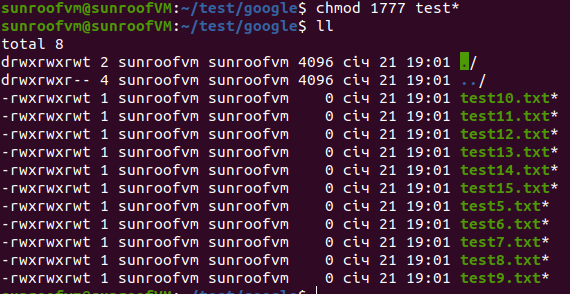 sunroofvm@sunroofVM:~/test/google$ chmod 1777 test*
sunroofvm@sunroofVM:~/test/google$ ll
total 8
drwxrwxrwt 2 sunroofvm sunroofvm 4096 січ 21 19:01 ./
drwxrwxr-- 4 sunroofvm sunroofvm 4096 січ 21 19:01 ../
-rwxrwxrwt 1 sunroofvm sunroofvm    0 січ 21 19:01 test10.txt*
-rwxrwxrwt 1 sunroofvm sunroofvm    0 січ 21 19:01 test11.txt*
-rwxrwxrwt 1 sunroofvm sunroofvm    0 січ 21 19:01 test12.txt*
-rwxrwxrwt 1 sunroofvm sunroofvm    0 січ 21 19:01 test13.txt*
-rwxrwxrwt 1 sunroofvm sunroofvm    0 січ 21 19:01 test14.txt*
-rwxrwxrwt 1 sunroofvm sunroofvm    0 січ 21 19:01 test15.txt*
-rwxrwxrwt 1 sunroofvm sunroofvm    0 січ 21 19:01 test5.txt*
-rwxrwxrwt 1 sunroofvm sunroofvm    0 січ 21 19:01 test6.txt*
-rwxrwxrwt 1 sunroofvm sunroofvm    0 січ 21 19:01 test7.txt*
-rwxrwxrwt 1 sunroofvm sunroofvm    0 січ 21 19:01 test8.txt*
-rwxrwxrwt 1 sunroofvm sunroofvm    0 січ 21 19:01 test9.txt*
sunroofvm@sunroofVM:~/test/google$